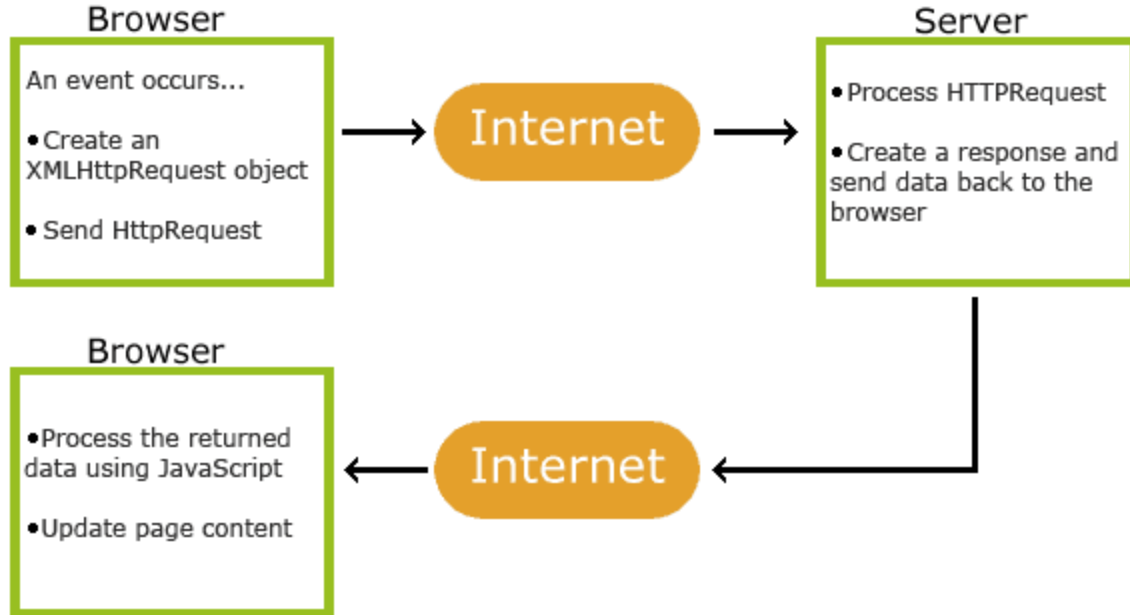 Browser
An event occurs...
•Create an
XMLHttpRequest object
• Send HttpRequest
Internet
Server
•Process HTTPRequest
•Create a response and
send data back to the
browser
Browser
•Process the returned
data using JavaScript
•Update page content
Internet